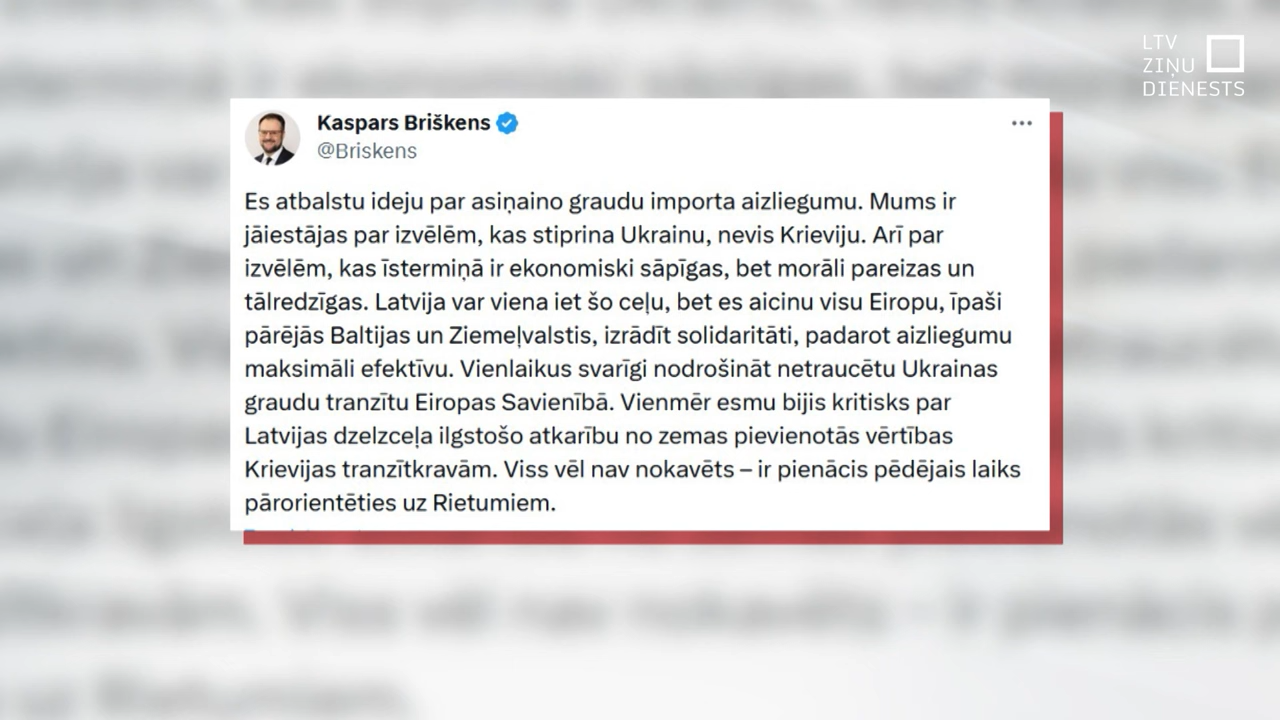 LTV
ZIŅU
DIENESTS
Kaspars Briškens
@Briskens
Es atbalstu ideju par asiņaino graudu importa aizliegumu. Mums ir
jāiestājas par izvēlēm, kas stiprina Ukrainu, nevis Krieviju. Arī par
izvēlēm, kas īstermiņā ir ekonomiski sāpīgas, bet morāli pareizas un
tālredzīgas. Latvija var viena iet šo ceļu, bet es aicinu visu Eiropu, īpaši
pārējās Baltijas un Ziemeļvalstis, izrādīt solidaritāti, padarot aizliegumu
maksimāli efektīvu. Vienlaikus svarīgi nodrošināt netraucētu Ukrainas
graudu tranzītu Eiropas Savienībā. Vienmēr esmu bijis kritisks par
Latvijas dzelzceļa ilgstošo atkarību no zemas pievienotās vērtības
Krievijas tranzītkravām. Viss vēl nav nokavēts – ir pienācis pēdējais laiks
pārorientēties uz Rietumiem.